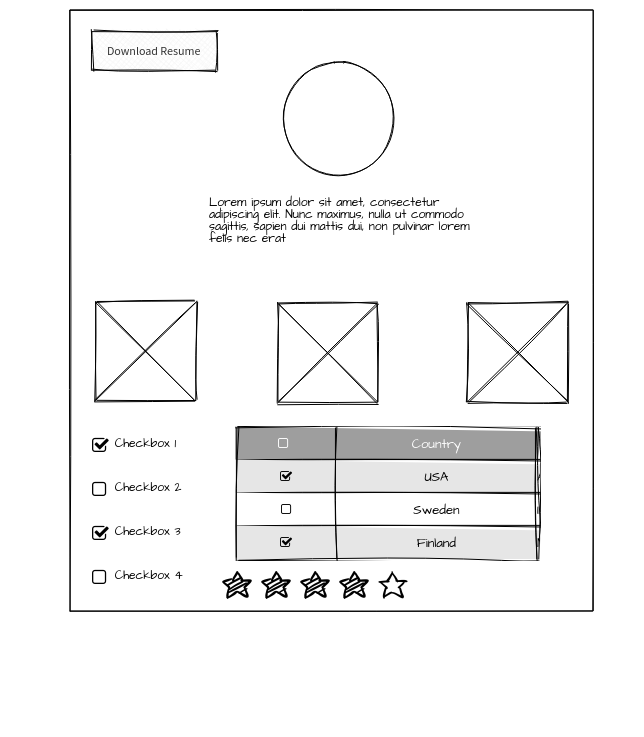 Download Resume
Lorem ipsum dolor sit amet, consectetur
adipiscing elit. Nunc maximus, nulla ut commodo
sagittis, sapien dui mattis dui, non pulvinar lorem
felis nec erat
Checkbox 1
Checkbox 2
Checkbox 3
Checkbox 4
Country
USA
Sweden
Finland